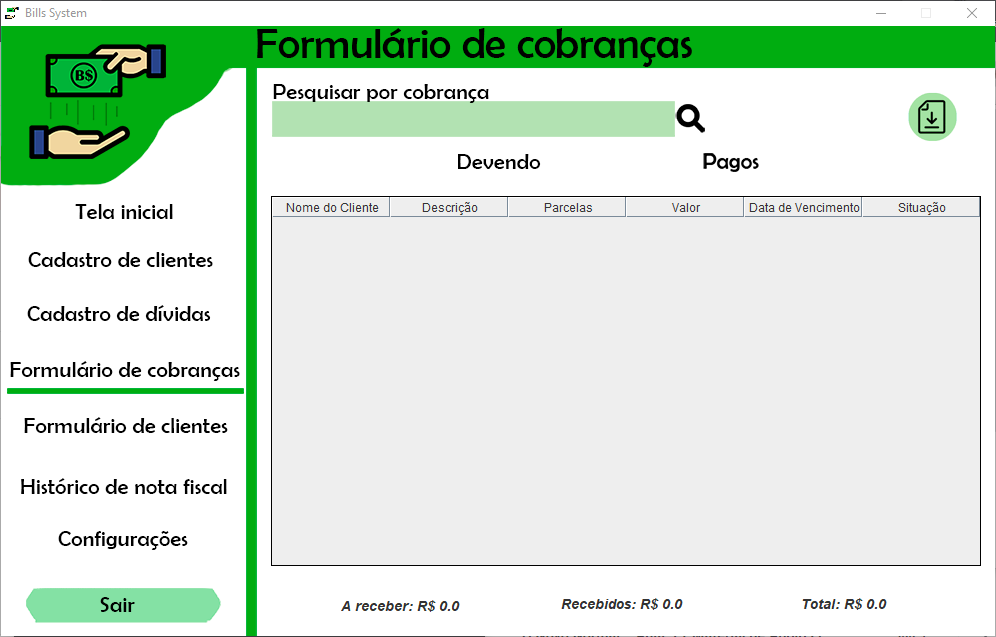 Bills System
Formulário de cobranças
B$
Pesquisar por cobrança
Devendo Pagos
Tela inicial
Cadastro de clientes
Cadastro de dívidas
Formulário de cobranças
Formulário de clientes
Histórico de nota fiscal
Configurações
Sair
Nome do Cliente Descrição Parcelas Valor Data de Vencimento Situação
A receber: R$ 0.0 Recebidos: R$ 0.0 Total: R$ 0.0